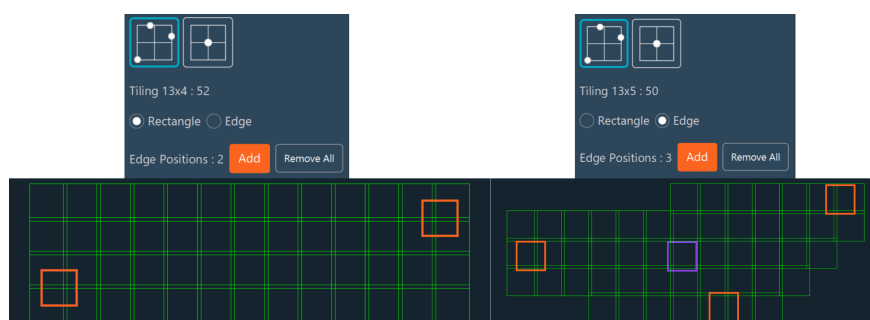 Tiling 13x4 : 52
Rectangle Edge
Edge Positions : 2 Add Remove All
Tiling 13x5 : 50
Rectangle Edge
Edge Positions : 3 Add Remove All